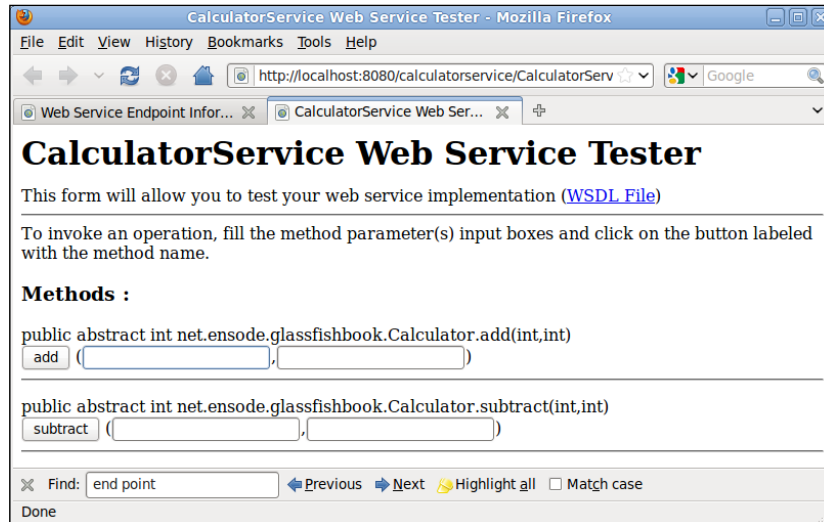 CalculatorService Web Service Tester - Mozilla Firefox
File Edit View History Bookmarks Tools Help
http://localhost:8080/calculatorservice/CalculatorServ Google
Web Service Endpoint Infor... CalculatorService Web Ser...
CalculatorService Web Service Tester
This form will allow you to test your web service implementation (WSDL File)
To invoke an operation, fill the method parameter(s) input boxes and click on the button labeled
with the method name.
Methods :
public abstract int net.ensode.glassfishbook.Calculator.add(int,int)
add ( , )
public abstract int net.ensode.glassfishbook.Calculator.subtract(int,int)
subtract ( , )
Find: end point Previous Next Highlight all Match case
Done